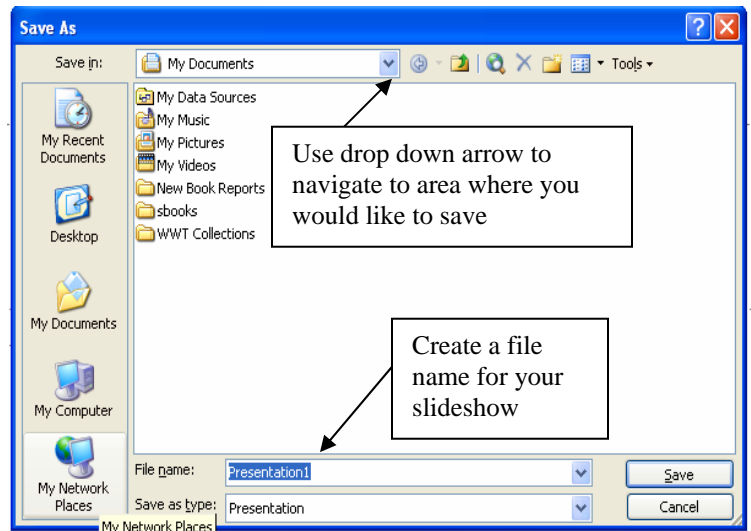 Save As
Save in:
My Documents
Tools
My Recent
Documents
Desktop
My Documents
My Computer
My Network
Places
My Data Sources
My Music
My Pictures
My Videos
New Book Reports
sbooks
WWT Collections
Use drop down arrow to
navigate to area where you
would like to save
Create a file
name for your
slideshow
File name:
Presentation1
Save
Save as type:
Presentation
Cancel
My Network Places